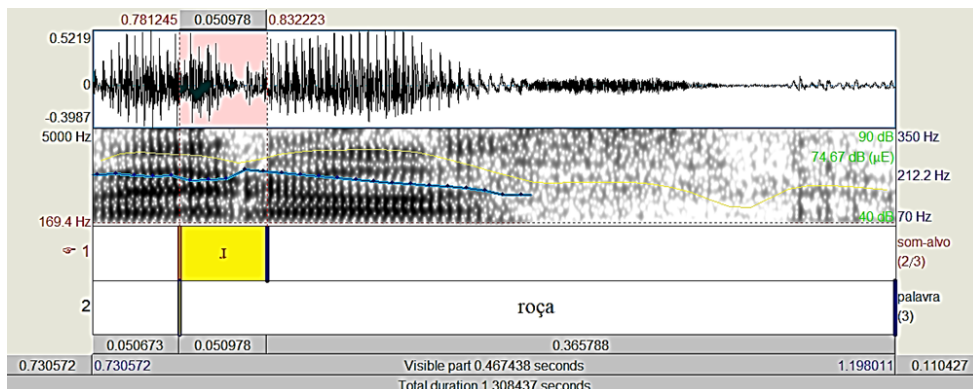 0.781245 0.050978 0.832223
0.5219
0
-0.3987
5000 Hz 90 dB 350 Hz
74.67 dB (µE)
212.2 Hz
169.4 Hz 40 dB 70 Hz
☞ 1 ɹ som-alvo
(2/3)
2 roça palavra
(3)
0.050673 0.050978 0.365788
0.730572 0.730572 Visible part 0.467438 seconds 1.198011 0.110427
Total duration 1.308437 seconds